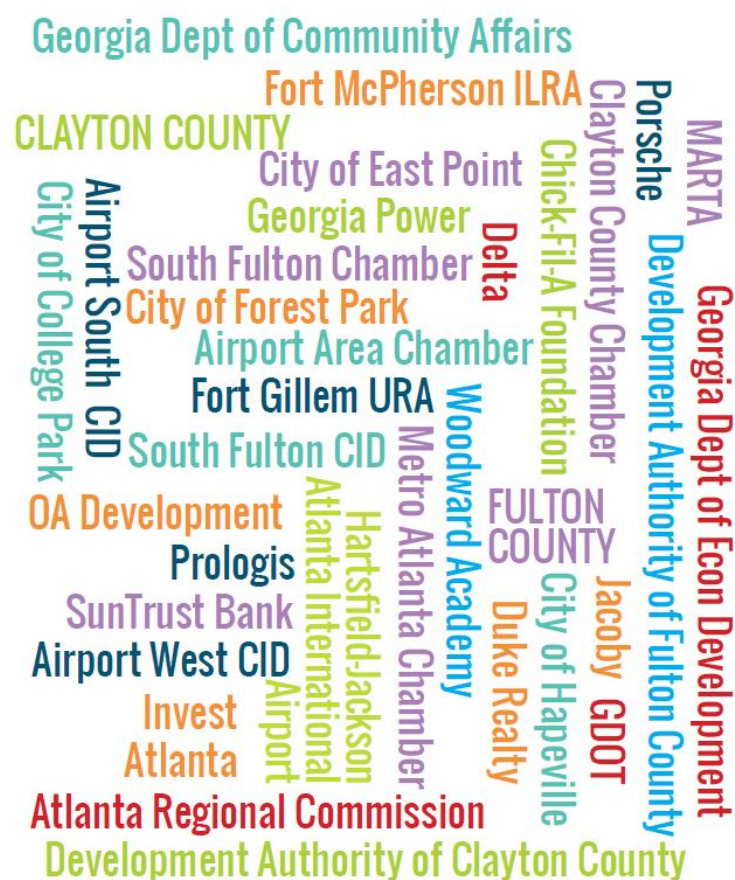 Georgia Dept of Community Affairs
Fort McPherson ILRA
CLAYTON COUNTY
City of East Point
Georgia Power
South Fulton Chamber
City of Forest Park
Airport Area Chamber
Fort Gillem URA
South Fulton CID
City of College Park
Airport South CID
Delta
Chick-Fil-A Foundation
Clayton County Chamber
Porsche
MARTA
Development Authority of Fulton County
Georgia Dept of Econ Development
OA Development
Prologis
SunTrust Bank
Airport West CID
Invest
Atlanta
Hartsfield-Jackson
Atlanta International
Airport
Metro Atlanta Chamber
Woodward Academy
FULTON
COUNTY
Duke Realty
City of Hapeville
Jacoby
GDOT
Atlanta Regional Commission
Development Authority of Clayton County